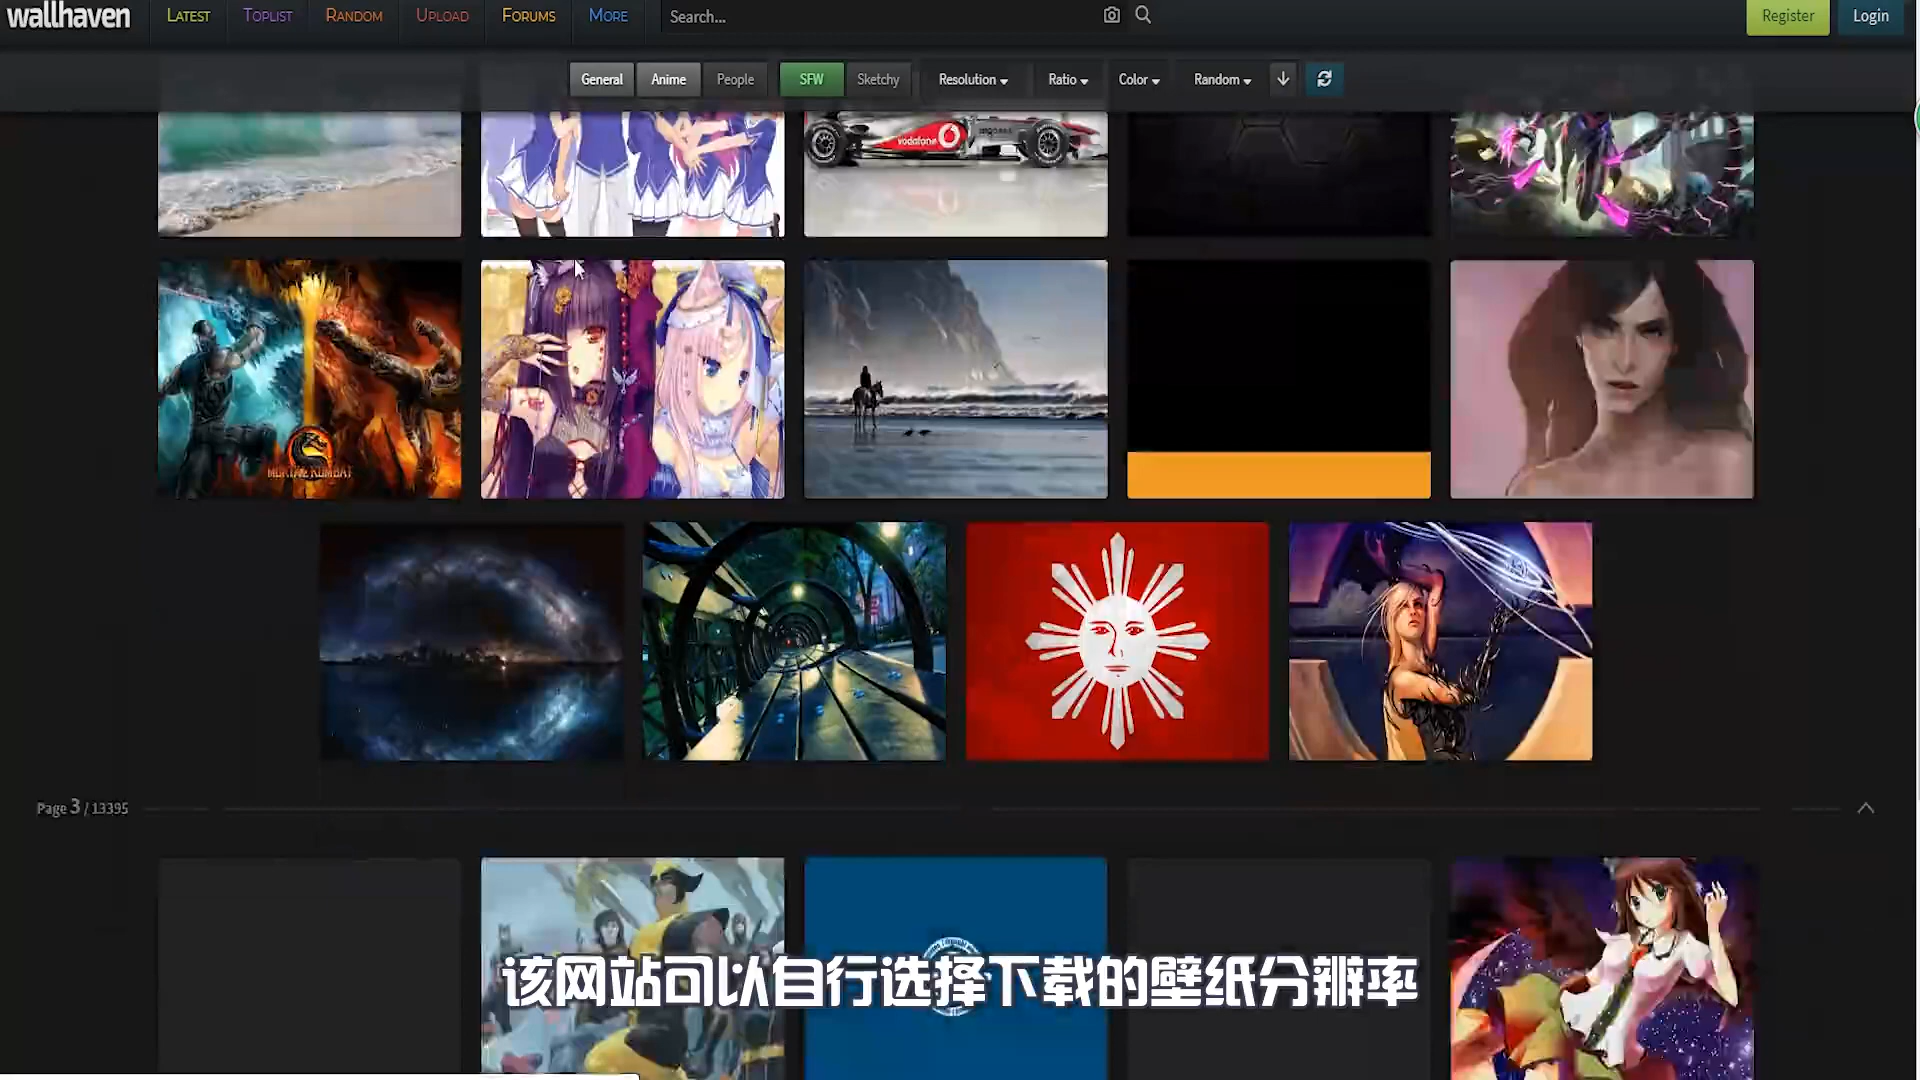 wallhaven
LATEST
TOPLIST
RANDOM
UPLOAD
FORUMS
MORE
Search...
Register
Login
General
Anime
People
SFW
Sketchy
Resolution
Ratio
Color
Random
vodafone
MORTAL KOMBAT
Page 3 / 13395
该网站可以自行选择下载的壁纸分辨率